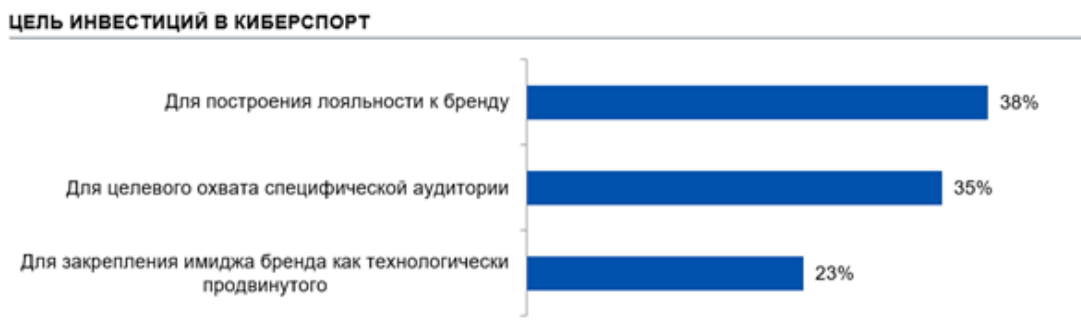 ЦЕЛЬ ИНВЕСТИЦИЙ В КИБЕРСПОРТ
Для построения лояльности к бренду
38%
Для целевого охвата специфической аудитории
35%
Для закрепления имиджа бренда как технологически
продвинутого
23%